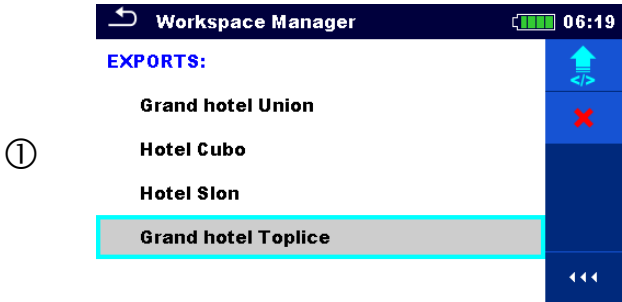 Workspace Manager 06:19
EXPORTS:
</>
Grand hotel Union
① Hotel Cubo
Hotel Slon
Grand hotel Toplice